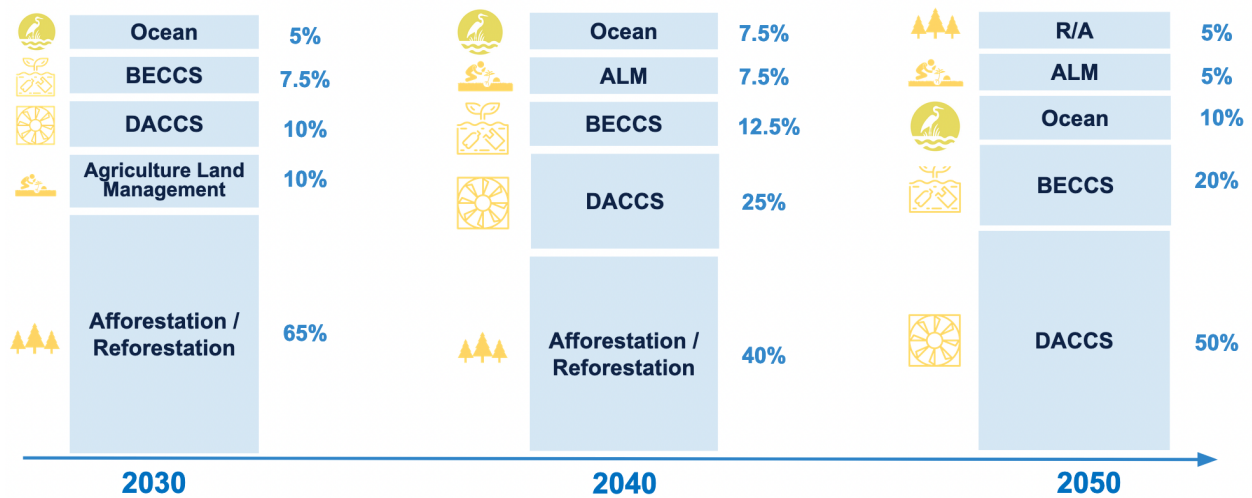 Ocean 5%
BECCS 7.5%
DACCS 10%
Agriculture Land
Management 10%
Afforestation /
Reforestation 65%
2030
Ocean 7.5%
ALM 7.5%
BECCS 12.5%
DACCS 25%
Afforestation /
Reforestation 40%
2040
R/A 5%
ALM 5%
Ocean 10%
BECCS 20%
DACCS 50%
2050